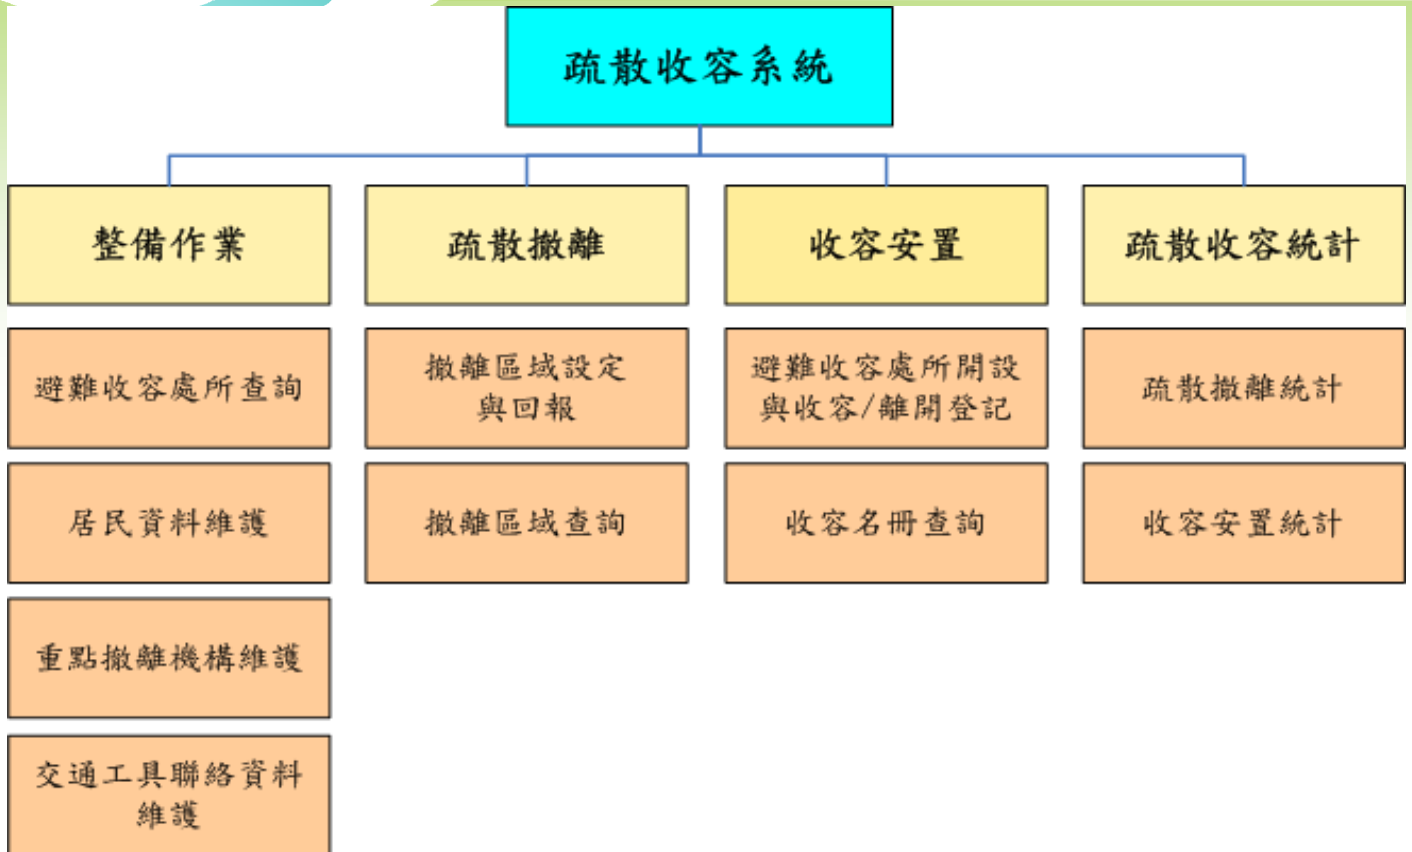 疏散收容系統
整備作業
疏散撤離
收容安置
疏散收容統計
避難收容處所查詢
撤離區域設定
與回報
避難收容處所開設
與收容/離開登記
疏散撤離統計
居民資料維護
撤離區域查詢
收容名冊查詢
收容安置統計
重點撤離機構維護
交通工具聯絡資料
維護